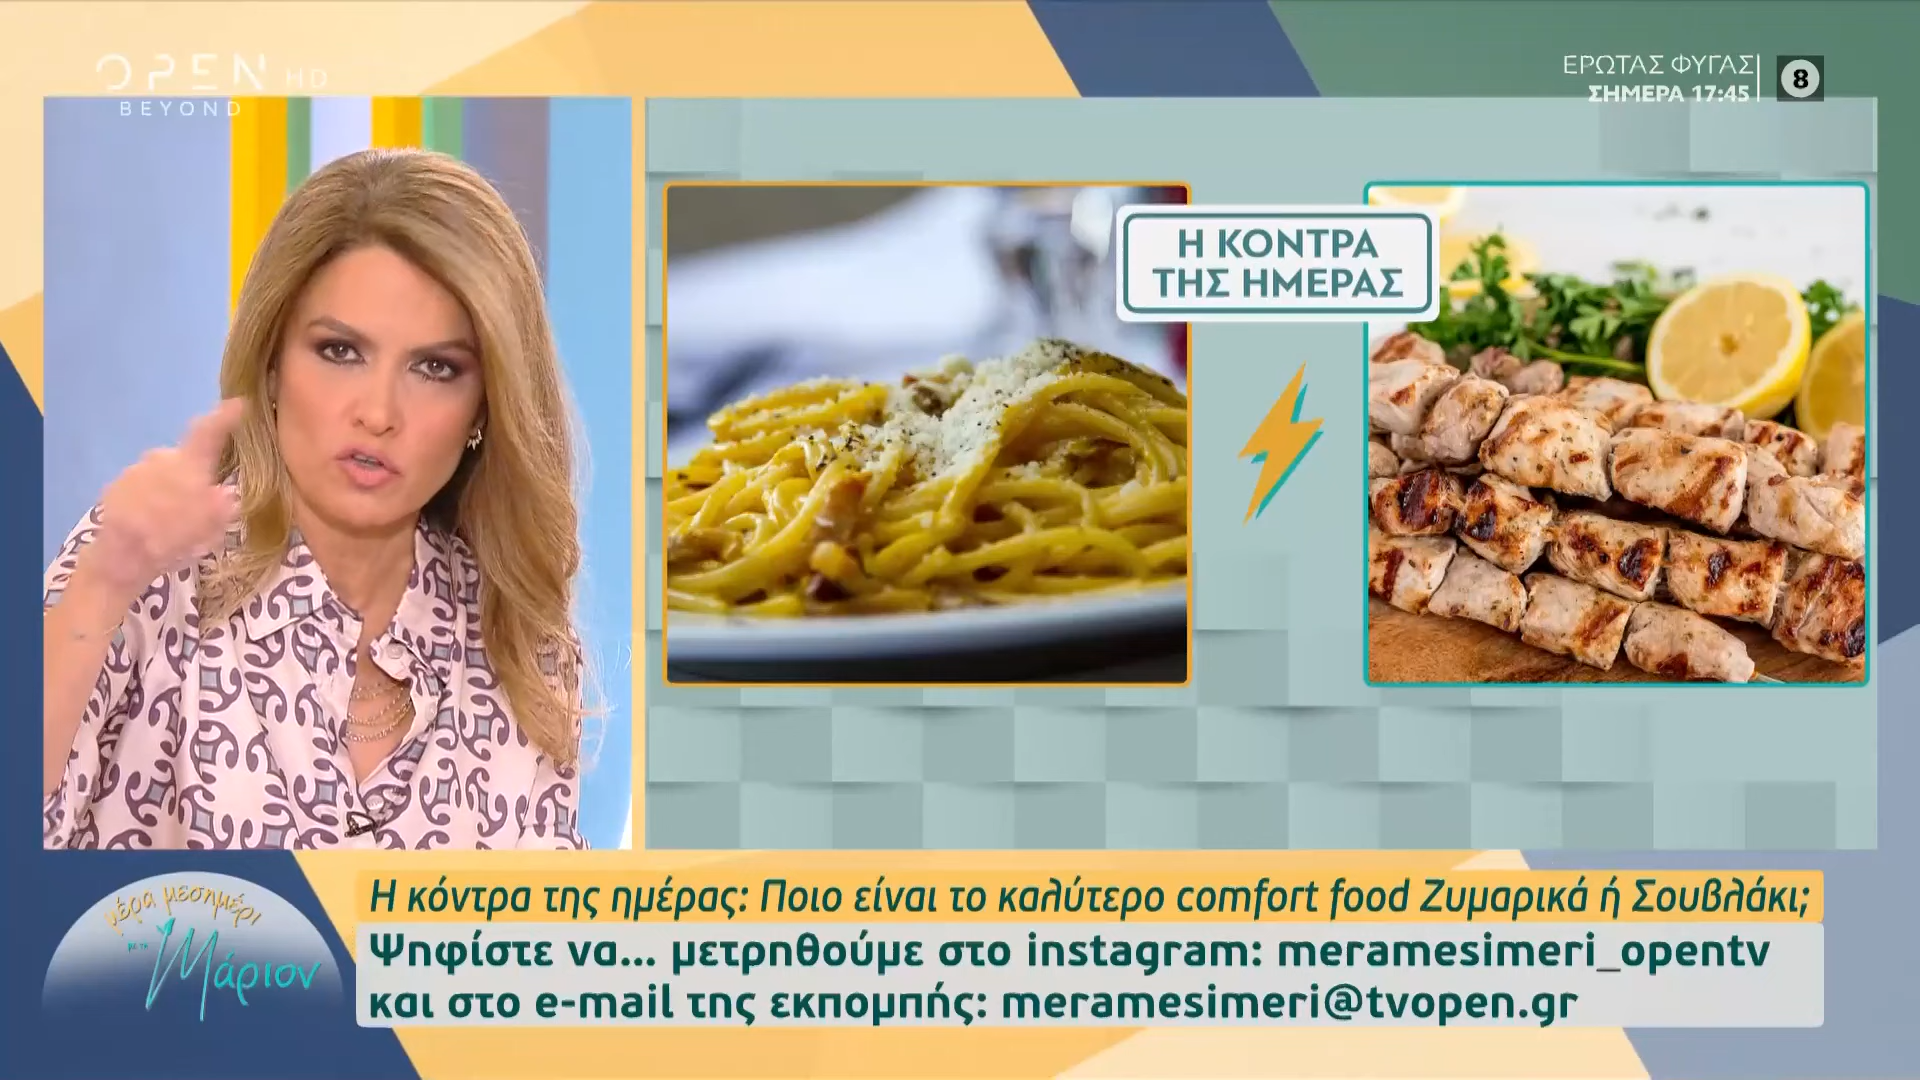 OPEN HD
BEYOND
ΕΡΩΤΑΣ ΦΥΓΑΣ
ΣΗΜΕΡΑ 17:45
8
Η ΚΟΝΤΡΑ
ΤΗΣ ΗΜΕΡΑΣ
μέρα μεσημέρι
με τη
Μάριον
Η κόντρα της ημέρας: Ποιο είναι το καλύτερο comfort food Ζυμαρικά ή Σουβλάκι;
Ψηφίστε να... μετρηθούμε στο instagram: meramesimeri_opentv
και στο e-mail της εκπομπής: meramesimeri@tvopen.gr